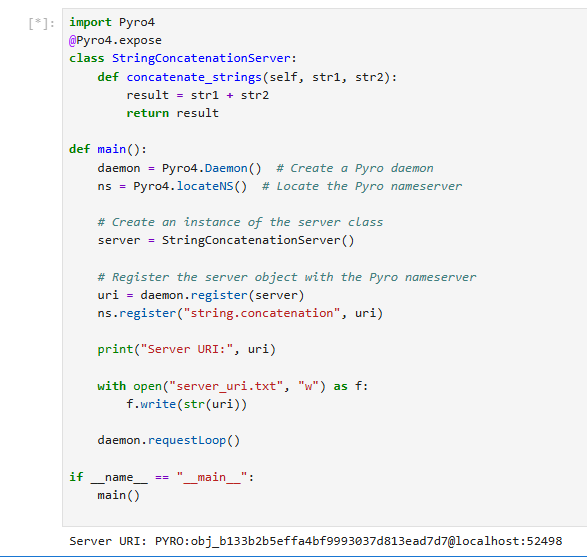 [*]:
import Pyro4
@Pyro4.expose
class StringConcatenationServer:
    def concatenate_strings(self, str1, str2):
        result = str1 + str2
        return result

def main():
    daemon = Pyro4.Daemon()  # Create a Pyro daemon
    ns = Pyro4.locateNS()  # Locate the Pyro nameserver

    # Create an instance of the server class
    server = StringConcatenationServer()

    # Register the server object with the Pyro nameserver
    uri = daemon.register(server)
    ns.register("string.concatenation", uri)

    print("Server URI:", uri)

    with open("server_uri.txt", "w") as f:
        f.write(str(uri))

    daemon.requestLoop()

if __name__ == "__main__":
    main()

Server URI: PYRO:obj_b133b2b5effa4bf9993037d813ead7d7@localhost:52498